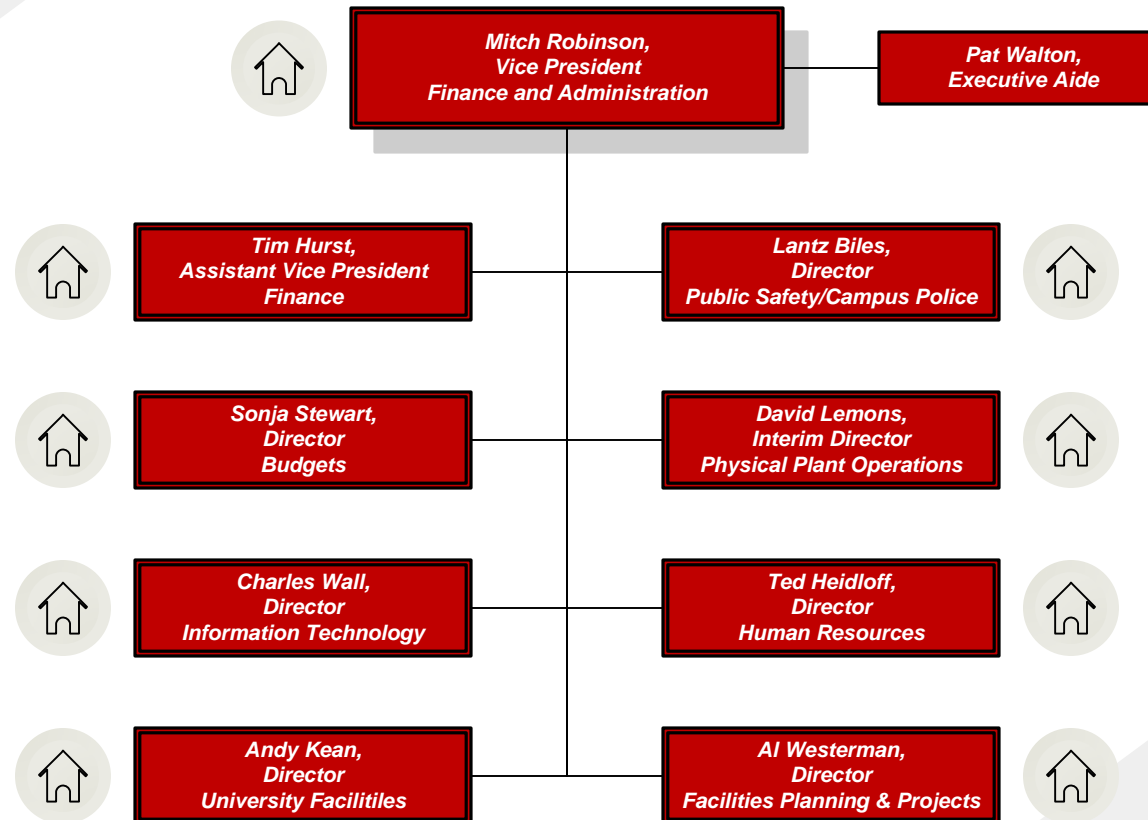 Mitch Robinson,
Vice President
Finance and Administration
Pat Walton,
Executive Aide
Tim Hurst,
Assistant Vice President
Finance
Lantz Biles,
Director
Public Safety/Campus Police
Sonja Stewart,
Director
Budgets
David Lemons,
Interim Director
Physical Plant Operations
Charles Wall,
Director
Information Technology
Ted Heidloff,
Director
Human Resources
Andy Kean,
Director
University Facilitiles
Al Westerman,
Director
Facilities Planning & Projects